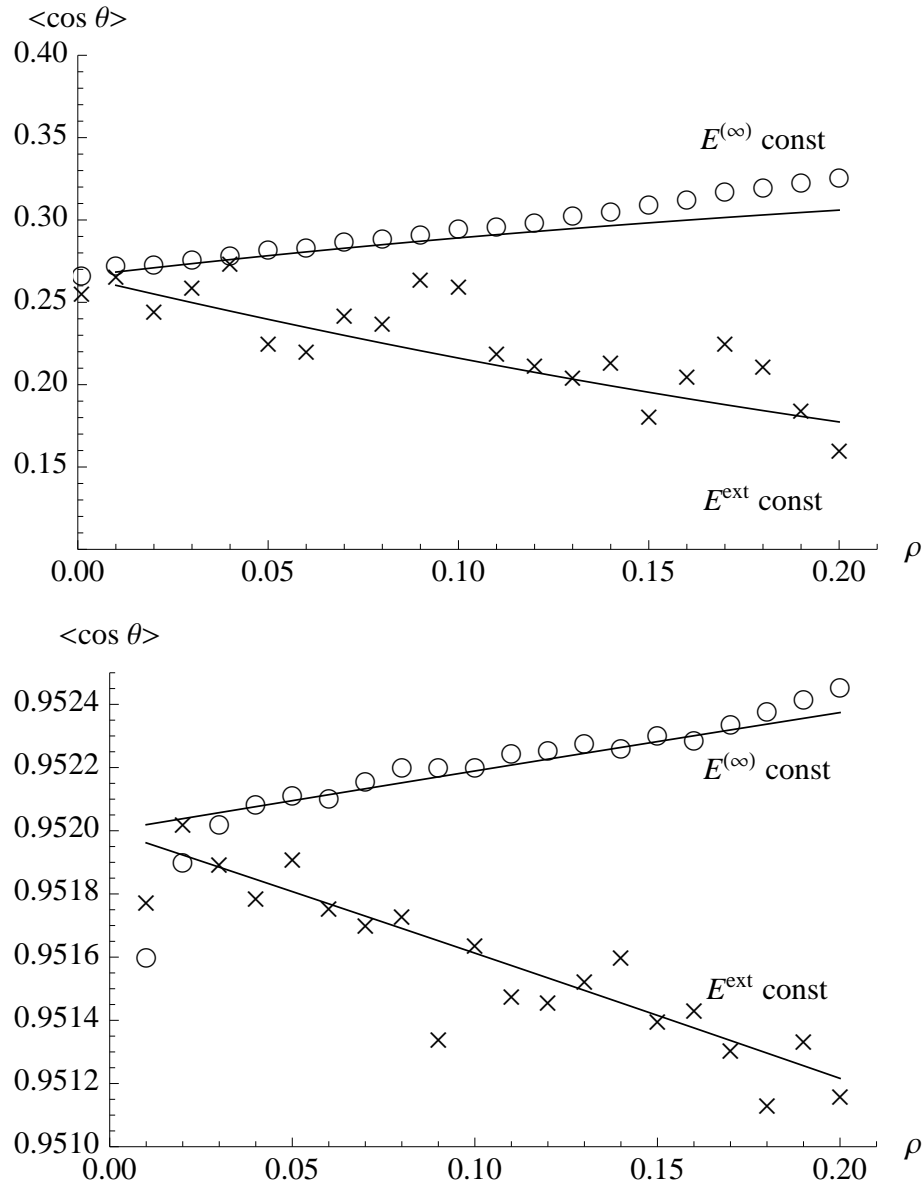 <cos θ>
0.40
0.35
E^(∞) const
0.30
0.25
0.20
0.15
E^ext const
0.00 0.05 0.10 0.15 0.20 ρ
<cos θ>
0.9524
0.9522
E^(∞) const
0.9520
0.9518
0.9516
E^ext const
0.9514
0.9512
0.9510
0.00 0.05 0.10 0.15 0.20 ρ